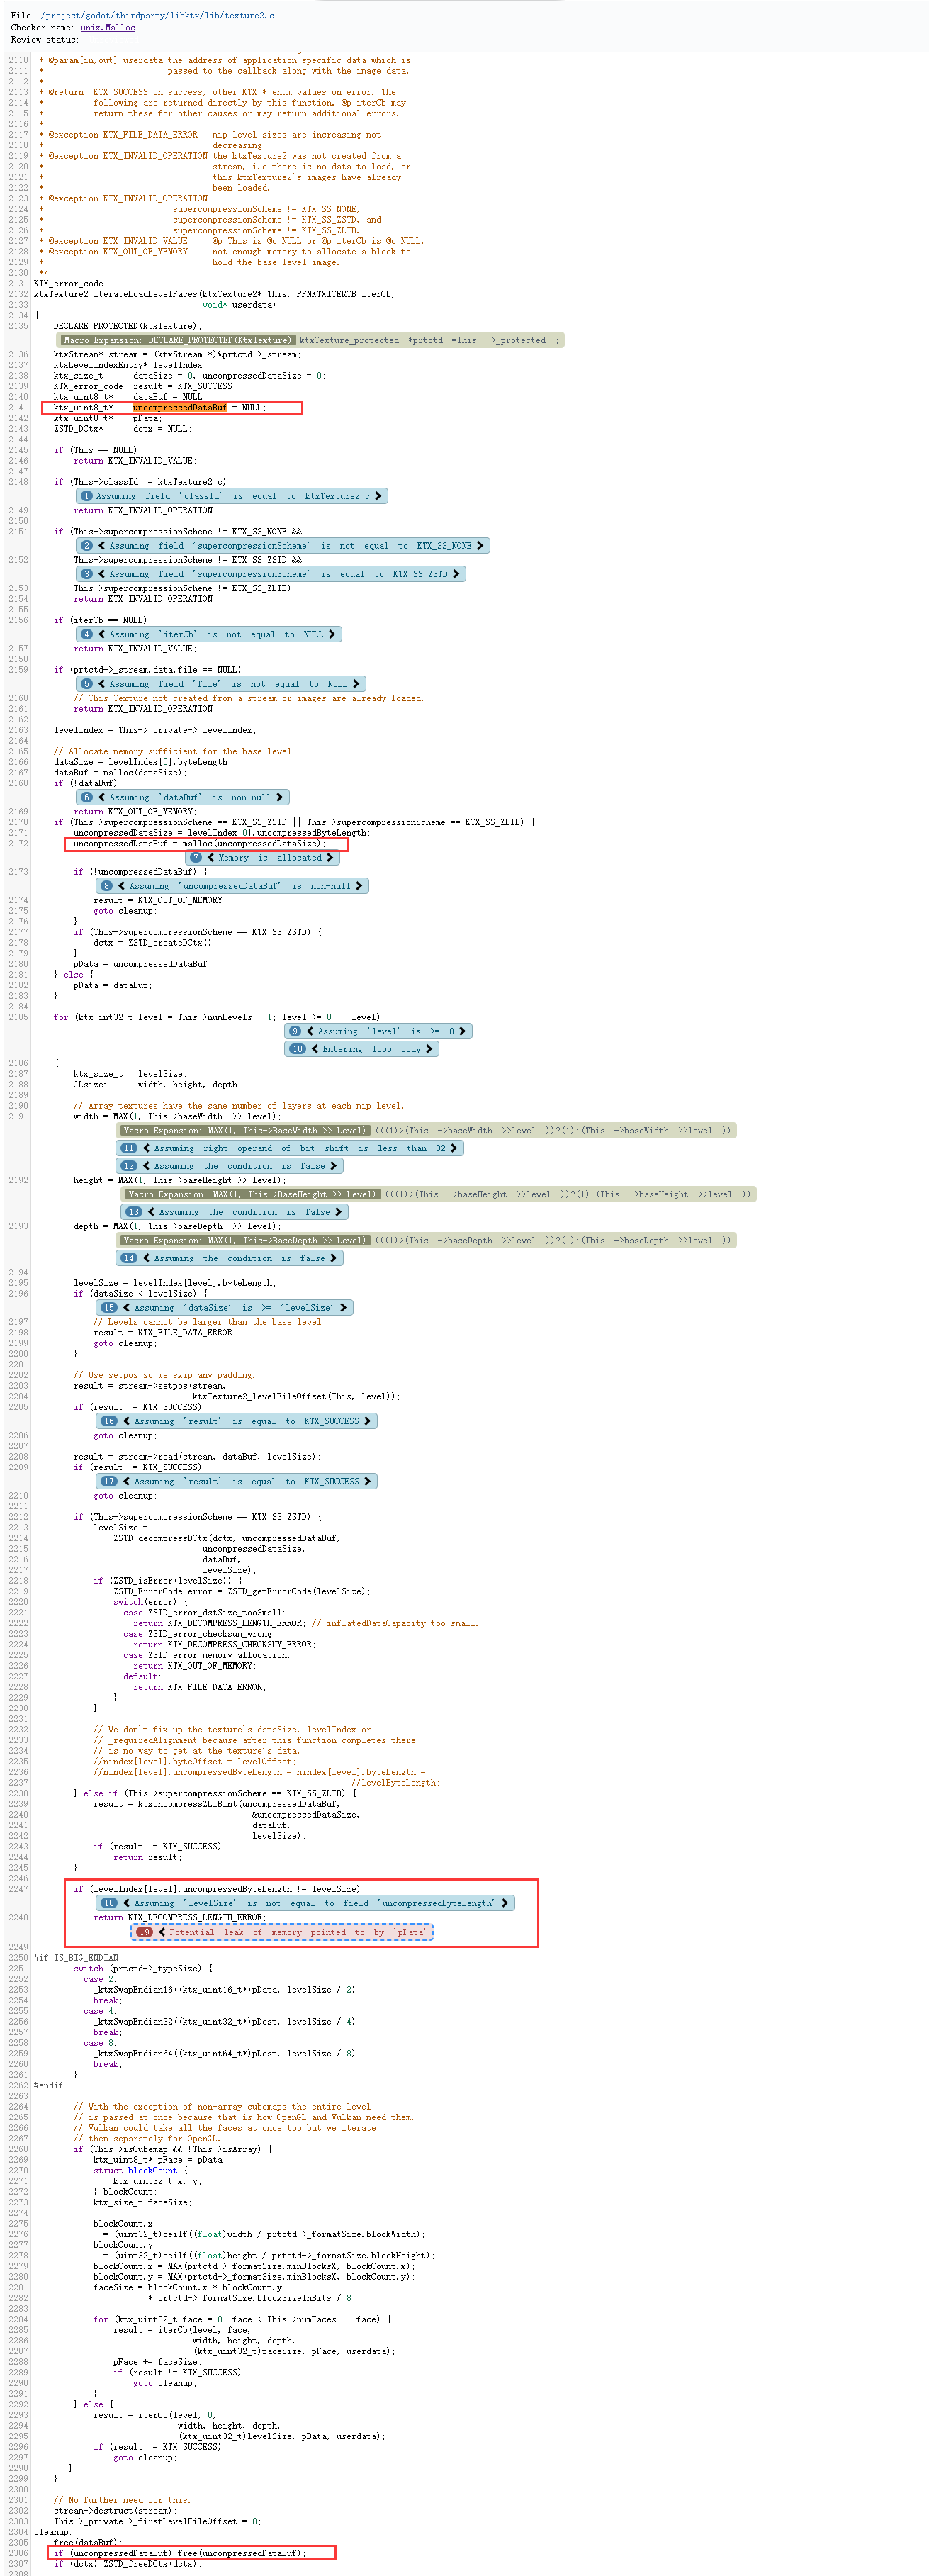 File: /project/godot/thirdparty/libktx/lib/texture2.c
Checker name: unix.Malloc
Review status:
2110 * @param[in,out] userdata the address of application-specific data which is
2111 * passed to the callback along with the image data.
2112 *
2113 * @return KTX_SUCCESS on success, other KTX_* enum values on error. The
2114 * following are returned directly by this function. @p iterCb may
2115 * return these for other causes or may return additional errors.
2116 *
2117 * @exception KTX_FILE_DATA_ERROR mip level sizes are increasing not
2118 * decreasing
2119 * @exception KTX_INVALID_OPERATION the ktxTexture2 was not created from a
2120 * stream, i.e there is no data to load, or
2121 * this ktxTexture2's images have already
2122 * been loaded.
2123 * @exception KTX_INVALID_OPERATION
2124 * supercompressionScheme != KTX_SS_NONE,
2125 * supercompressionScheme != KTX_SS_ZSTD, and
2126 * supercompressionScheme != KTX_SS_ZLIB.
2127 * @exception KTX_INVALID_VALUE @p This is @c NULL or @p iterCb is @c NULL.
2128 * @exception KTX_OUT_OF_MEMORY not enough memory to allocate a block to
2129 * hold the base level image.
2130 */
2131 KTX_error_code
2132 ktxTexture2_IterateLoadLevelFaces(ktxTexture2* This, PFNKTXITERCB iterCb,
2133 void* userdata)
2134 {
2135 DECLARE_PROTECTED(ktxTexture);
Macro Expansion: DECLARE_PROTECTED(KtxTexture) ktxTexture_protected *prtctd =This ->_protected ;
2136 ktxStream* stream = (ktxStream *)&prtctd->_stream;
2137 ktxLevelIndexEntry* levelIndex;
2138 ktx_size_t dataSize = 0, uncompressedDataSize = 0;
2139 KTX_error_code result = KTX_SUCCESS;
2140 ktx_uint8_t* dataBuf = NULL;
2141 ktx_uint8_t* uncompressedDataBuf = NULL;
2142 ktx_uint8_t* pData;
2143 ZSTD_DCtx* dctx = NULL;
2144
2145 if (This == NULL)
2146 return KTX_INVALID_VALUE;
2147
2148 if (This->classId != ktxTexture2_c)
1 Assuming field 'classId' is equal to ktxTexture2_c
2149 return KTX_INVALID_OPERATION;
2150
2151 if (This->supercompressionScheme != KTX_SS_NONE &&
2 Assuming field 'supercompressionScheme' is not equal to KTX_SS_NONE
2152 This->supercompressionScheme != KTX_SS_ZSTD &&
3 Assuming field 'supercompressionScheme' is equal to KTX_SS_ZSTD
2153 This->supercompressionScheme != KTX_SS_ZLIB)
2154 return KTX_INVALID_OPERATION;
2155
2156 if (iterCb == NULL)
4 Assuming 'iterCb' is not equal to NULL
2157 return KTX_INVALID_VALUE;
2158
2159 if (prtctd->_stream.data.file == NULL)
5 Assuming field 'file' is not equal to NULL
2160 // This Texture not created from a stream or images are already loaded.
2161 return KTX_INVALID_OPERATION;
2162
2163 levelIndex = This->_private->_levelIndex;
2164
2165 // Allocate memory sufficient for the base level
2166 dataSize = levelIndex[0].byteLength;
2167 dataBuf = malloc(dataSize);
2168 if (!dataBuf)
6 Assuming 'dataBuf' is non-null
2169 return KTX_OUT_OF_MEMORY;
2170 if (This->supercompressionScheme == KTX_SS_ZSTD || This->supercompressionScheme == KTX_SS_ZLIB) {
2171 uncompressedDataSize = levelIndex[0].uncompressedByteLength;
2172 uncompressedDataBuf = malloc(uncompressedDataSize);
7 Memory is allocated
2173 if (!uncompressedDataBuf) {
8 Assuming 'uncompressedDataBuf' is non-null
2174 result = KTX_OUT_OF_MEMORY;
2175 goto cleanup;
2176 }
2177 if (This->supercompressionScheme == KTX_SS_ZSTD) {
2178 dctx = ZSTD_createDCtx();
2179 }
2180 pData = uncompressedDataBuf;
2181 } else {
2182 pData = dataBuf;
2183 }
2184
2185 for (ktx_int32_t level = This->numLevels - 1; level >= 0; --level)
9 Assuming 'level' is >= 0
10 Entering loop body
2186 {
2187 ktx_size_t levelSize;
2188 GLsizei width, height, depth;
2189
2190 // Array textures have the same number of layers at each mip level.
2191 width = MAX(1, This->baseWidth >> level);
Macro Expansion: MAX(1, This->BaseWidth >> Level) (((1)>(This ->baseWidth >>level ))?(1):(This ->baseWidth >>level ))
11 Assuming right operand of bit shift is less than 32
12 Assuming the condition is false
2192 height = MAX(1, This->baseHeight >> level);
Macro Expansion: MAX(1, This->BaseHeight >> Level) (((1)>(This ->baseHeight >>level ))?(1):(This ->baseHeight >>level ))
13 Assuming the condition is false
2193 depth = MAX(1, This->baseDepth >> level);
Macro Expansion: MAX(1, This->BaseDepth >> Level) (((1)>(This ->baseDepth >>level ))?(1):(This ->baseDepth >>level ))
14 Assuming the condition is false
2194
2195 levelSize = levelIndex[level].byteLength;
2196 if (dataSize < levelSize) {
15 Assuming 'dataSize' is >= 'levelSize'
2197 // Levels cannot be larger than the base level
2198 result = KTX_FILE_DATA_ERROR;
2199 goto cleanup;
2200 }
2201
2202 // Use setpos so we skip any padding.
2203 result = stream->setpos(stream,
2204 ktxTexture2_levelFileOffset(This, level));
2205 if (result != KTX_SUCCESS)
16 Assuming 'result' is equal to KTX_SUCCESS
2206 goto cleanup;
2207
2208 result = stream->read(stream, dataBuf, levelSize);
2209 if (result != KTX_SUCCESS)
17 Assuming 'result' is equal to KTX_SUCCESS
2210 goto cleanup;
2211
2212 if (This->supercompressionScheme == KTX_SS_ZSTD) {
2213 levelSize =
2214 ZSTD_decompressDCtx(dctx, uncompressedDataBuf,
2215 uncompressedDataSize,
2216 dataBuf,
2217 levelSize);
2218 if (ZSTD_isError(levelSize)) {
2219 ZSTD_ErrorCode error = ZSTD_getErrorCode(levelSize);
2220 switch(error) {
2221 case ZSTD_error_dstSize_tooSmall:
2222 return KTX_DECOMPRESS_LENGTH_ERROR; // inflatedDataCapacity too small.
2223 case ZSTD_error_checksum_wrong:
2224 return KTX_DECOMPRESS_CHECKSUM_ERROR;
2225 case ZSTD_error_memory_allocation:
2226 return KTX_OUT_OF_MEMORY;
2227 default:
2228 return KTX_FILE_DATA_ERROR;
2229 }
2230 }
2231
2232 // We don't fix up the texture's dataSize, levelIndex or
2233 // _requiredAlignment because after this function completes there
2234 // is no way to get at the texture's data.
2235 //nindex[level].byteOffset = levelOffset;
2236 //nindex[level].uncompressedByteLength = nindex[level].byteLength =
2237 //levelByteLength;
2238 } else if (This->supercompressionScheme == KTX_SS_ZLIB) {
2239 result = ktxUncompressZLIBInt(uncompressedDataBuf,
2240 &uncompressedDataSize,
2241 dataBuf,
2242 levelSize);
2243 if (result != KTX_SUCCESS)
2244 return result;
2245 }
2246
2247 if (levelIndex[level].uncompressedByteLength != levelSize)
18 Assuming 'levelSize' is not equal to field 'uncompressedByteLength'
2248 return KTX_DECOMPRESS_LENGTH_ERROR;
19 Potential leak of memory pointed to by 'pData'
2249
2250 #if IS_BIG_ENDIAN
2251 switch (prtctd->_typeSize) {
2252 case 2:
2253 _ktxSwapEndian16((ktx_uint16_t*)pData, levelSize / 2);
2254 break;
2255 case 4:
2256 _ktxSwapEndian32((ktx_uint32_t*)pDest, levelSize / 4);
2257 break;
2258 case 8:
2259 _ktxSwapEndian64((ktx_uint64_t*)pDest, levelSize / 8);
2260 break;
2261 }
2262 #endif
2263
2264 // With the exception of non-array cubemaps the entire level
2265 // is passed at once because that is how OpenGL and Vulkan need them.
2266 // Vulkan could take all the faces at once too but we iterate
2267 // them separately for OpenGL.
2268 if (This->isCubemap && !This->isArray) {
2269 ktx_uint8_t* pFace = pData;
2270 struct blockCount {
2271 ktx_uint32_t x, y;
2272 } blockCount;
2273 ktx_size_t faceSize;
2274
2275 blockCount.x
2276 = (uint32_t)ceilf((float)width / prtctd->_formatSize.blockWidth);
2277 blockCount.y
2278 = (uint32_t)ceilf((float)height / prtctd->_formatSize.blockHeight);
2279 blockCount.x = MAX(prtctd->_formatSize.minBlocksX, blockCount.x);
2280 blockCount.y = MAX(prtctd->_formatSize.minBlocksX, blockCount.y);
2281 faceSize = blockCount.x * blockCount.y
2282 * prtctd->_formatSize.blockSizeInBits / 8;
2283
2284 for (ktx_uint32_t face = 0; face < This->numFaces; ++face) {
2285 result = iterCb(level, face,
2286 width, height, depth,
2287 (ktx_uint32_t)faceSize, pFace, userdata);
2288 pFace += faceSize;
2289 if (result != KTX_SUCCESS)
2290 goto cleanup;
2291 }
2292 } else {
2293 result = iterCb(level, 0,
2294 width, height, depth,
2295 (ktx_uint32_t)levelSize, pData, userdata);
2296 if (result != KTX_SUCCESS)
2297 goto cleanup;
2298 }
2299 }
2300
2301 // No further need for this.
2302 stream->destruct(stream);
2303 This->_private->_firstLevelFileOffset = 0;
2304 cleanup:
2305 free(dataBuf);
2306 if (uncompressedDataBuf) free(uncompressedDataBuf);
2307 if (dctx) ZSTD_freeDCtx(dctx);
2308